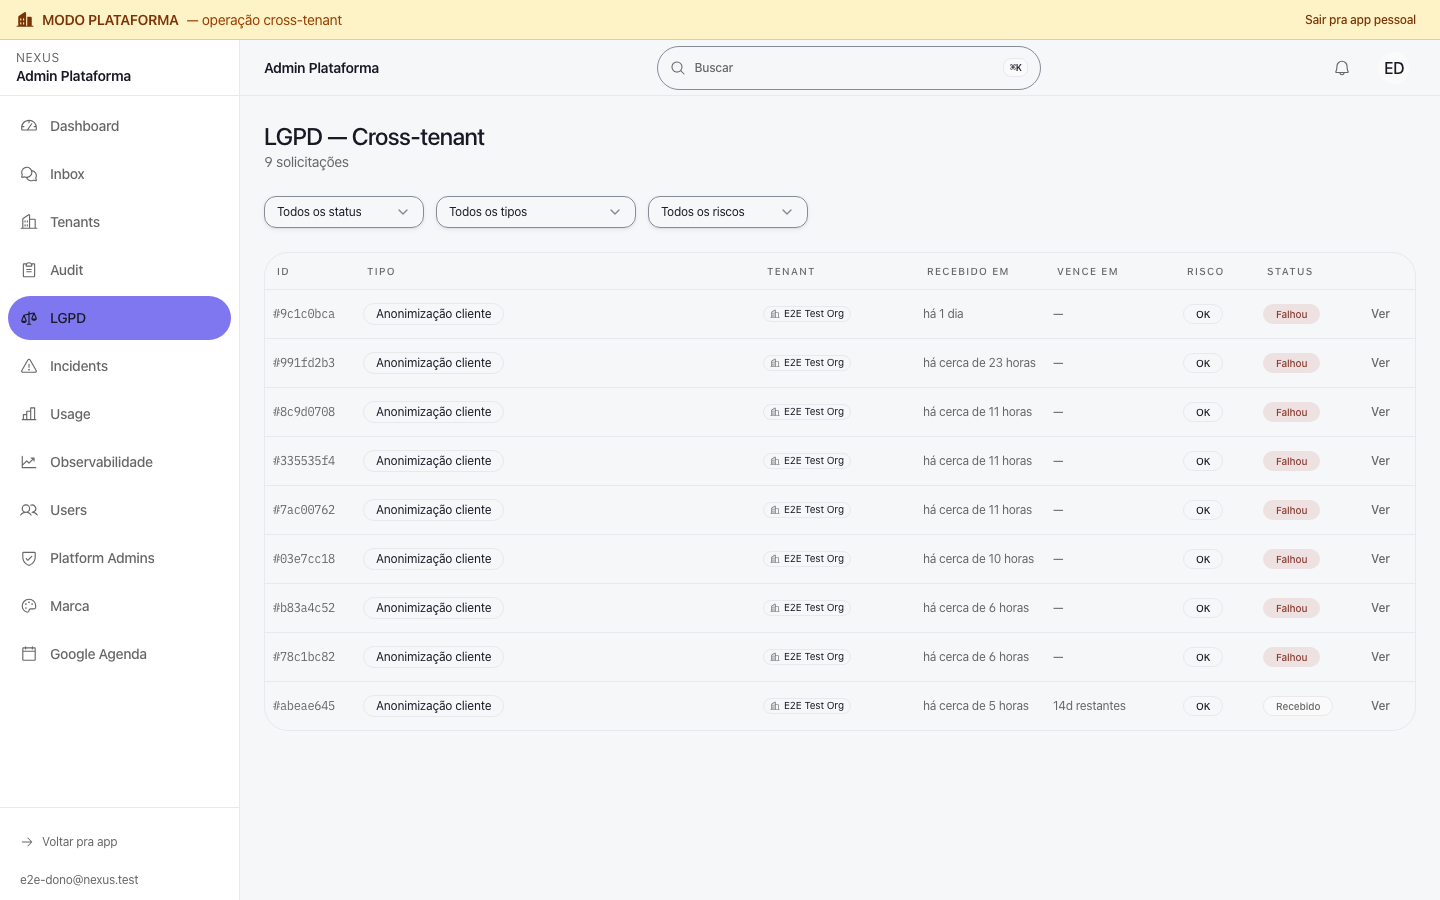 MODO PLATAFORMA — operação cross-tenant
Sair pra app pessoal
NEXUS
Admin Plataforma
Admin Plataforma
Buscar
⌘K
ED
Dashboard
Inbox
Tenants
Audit
LGPD
Incidents
Usage
Observabilidade
Users
Platform Admins
Marca
Google Agenda
Voltar pra app
e2e-dono@nexus.test
LGPD — Cross-tenant
9 solicitações
Todos os status
Todos os tipos
Todos os riscos
ID TIPO TENANT RECEBIDO EM VENCE EM RISCO STATUS
#9c1c0bca Anonimização cliente E2E Test Org há 1 dia — OK Falhou Ver
#991fd2b3 Anonimização cliente E2E Test Org há cerca de 23 horas — OK Falhou Ver
#8c9d0708 Anonimização cliente E2E Test Org há cerca de 11 horas — OK Falhou Ver
#335535f4 Anonimização cliente E2E Test Org há cerca de 11 horas — OK Falhou Ver
#7ac00762 Anonimização cliente E2E Test Org há cerca de 11 horas — OK Falhou Ver
#03e7cc18 Anonimização cliente E2E Test Org há cerca de 10 horas — OK Falhou Ver
#b83a4c52 Anonimização cliente E2E Test Org há cerca de 6 horas — OK Falhou Ver
#78c1bc82 Anonimização cliente E2E Test Org há cerca de 6 horas — OK Falhou Ver
#abeae645 Anonimização cliente E2E Test Org há cerca de 5 horas 14d restantes OK Recebido Ver